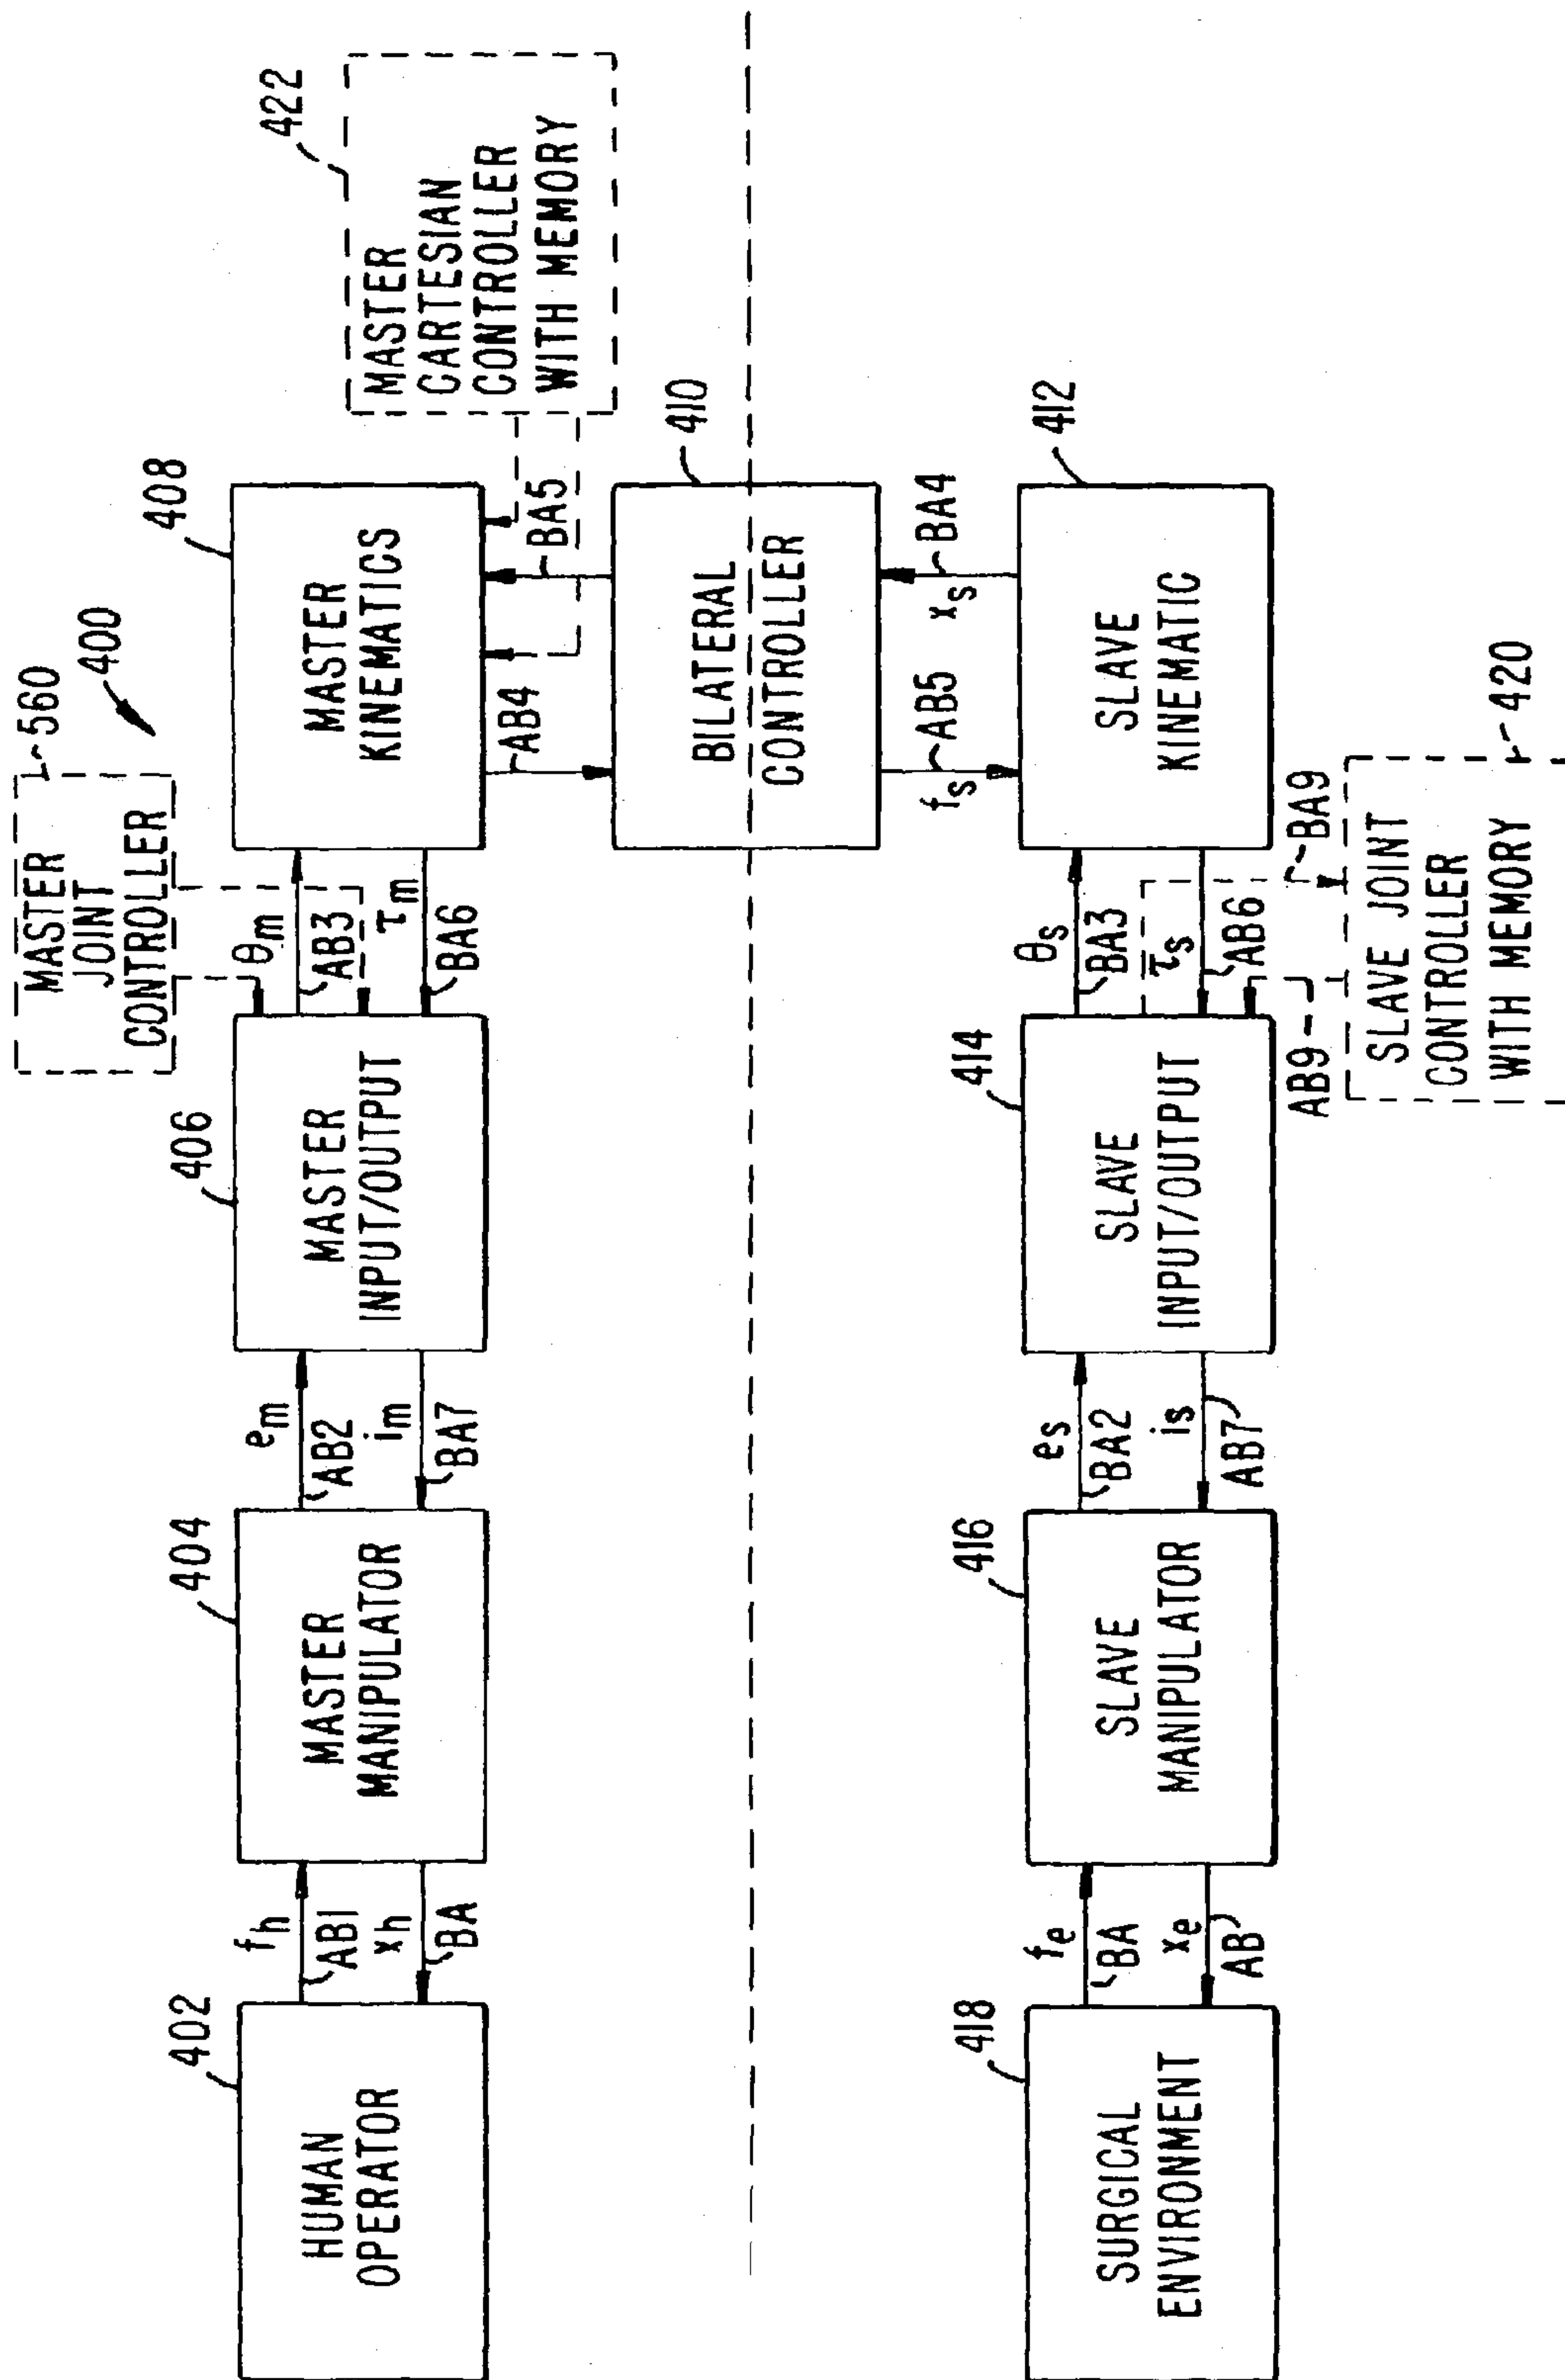 402
HUMAN
OPERATOR
f_h
AB1
x_h
BA
404
MASTER
MANIPULATOR
e_m
AB2
i_m
BA7
406
MASTER
INPUT/OUTPUT
MASTER
JOINT
CONTROLLER
560
400
θ_m
AB3
τ_m
BA6
408
MASTER
KINEMATICS
422
MASTER
CARTESIAN
CONTROLLER
WITH MEMORY
AB4
BA5
410
BILATERAL
CONTROLLER
f_s
AB5
x_s
BA4
418
SURGICAL
ENVIRONMENT
f_e
BA
x_e
AB
416
SLAVE
MANIPULATOR
e_s
BA2
i_s
AB7
414
SLAVE
INPUT/OUTPUT
θ_s
BA3
τ_s
AB6
412
SLAVE
KINEMATIC
BA9
AB9
420
SLAVE JOINT
CONTROLLER
WITH MEMORY